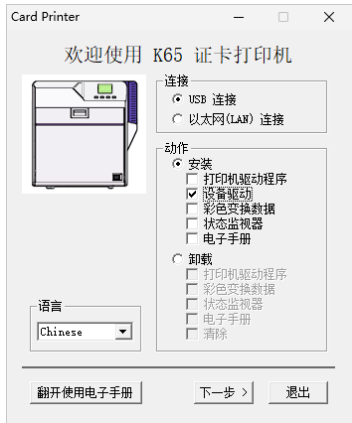 Card Printer
欢迎使用 K65 证卡打印机
连接
USB 连接
以太网(LAN) 连接
动作
安装
打印机驱动程序
设备驱动
彩色变换数据
状态监视器
电子手册
卸载
打印机驱动程序
彩色变换数据
状态监视器
电子手册
清除
语言
Chinese
翻开使用电子手册
下一步 >
退出